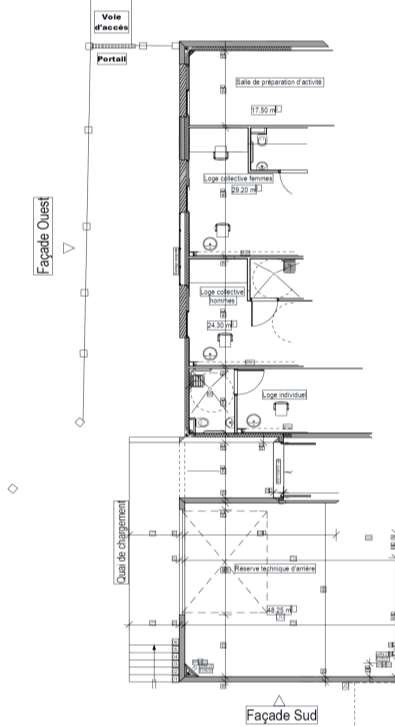 Voie
d'accès
Portail
Salle de préparation d'activité
17.50 m²
Façade Ouest
Loge collective femmes
29.20 m²
Loge collective
hommes
24.30 m²
Loge individuel
Quai de chargement
Réserve technique d'arrière
48.25 m²
Façade Sud